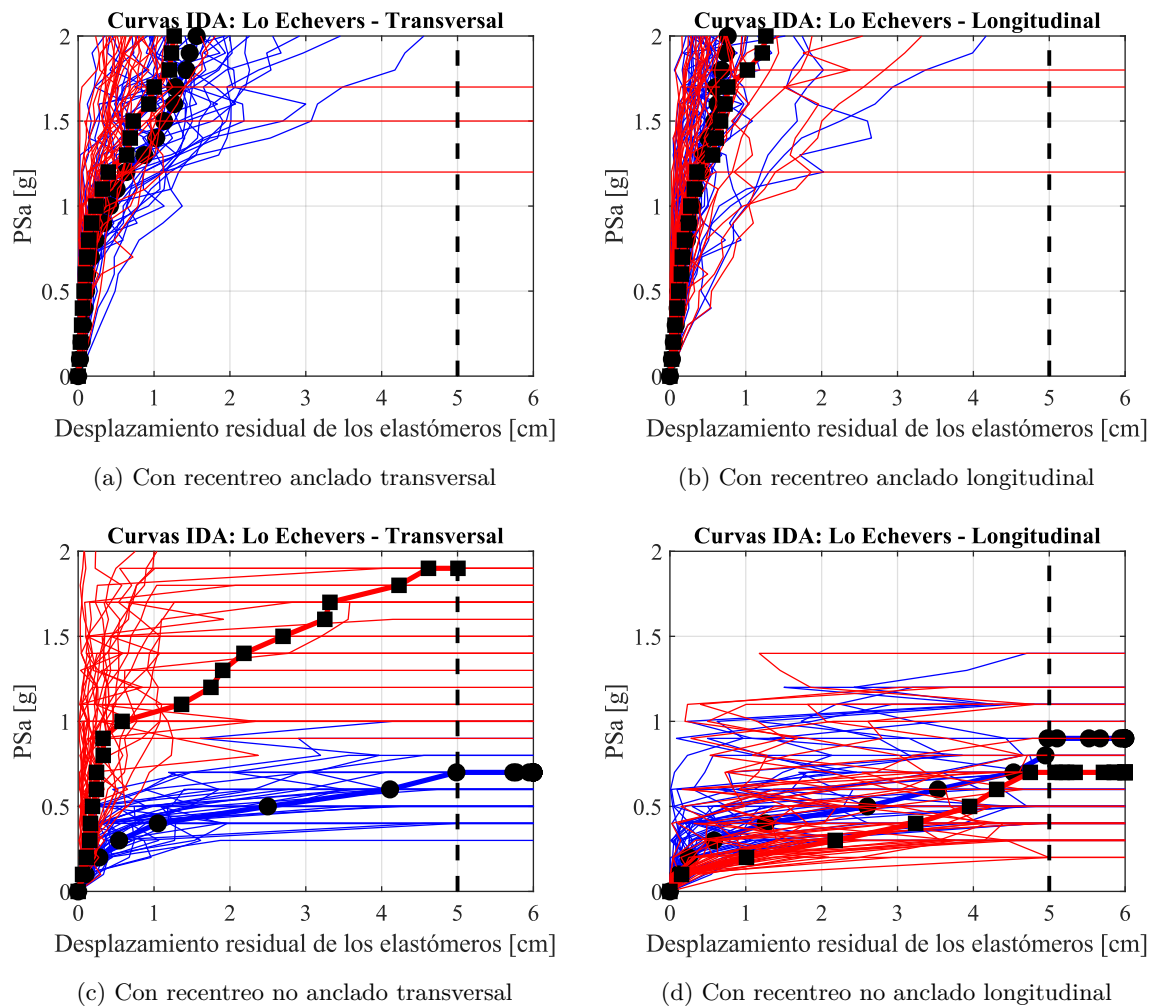 Curvas IDA: Lo Echevers - Transversal
2
1.5
1
0.5
0
PSa [g]
0 1 2 3 4 5 6
Desplazamiento residual de los elastómeros [cm]
(a) Con recentreo anclado transversal
Curvas IDA: Lo Echevers - Longitudinal
2
1.5
1
0.5
0
PSa [g]
0 1 2 3 4 5 6
Desplazamiento residual de los elastómeros [cm]
(b) Con recentreo anclado longitudinal
Curvas IDA: Lo Echevers - Transversal
2
1.5
1
0.5
0
PSa [g]
0 1 2 3 4 5 6
Desplazamiento residual de los elastómeros [cm]
(c) Con recentreo no anclado transversal
Curvas IDA: Lo Echevers - Longitudinal
2
1.5
1
0.5
0
PSa [g]
0 1 2 3 4 5 6
Desplazamiento residual de los elastómeros [cm]
(d) Con recentreo no anclado longitudinal